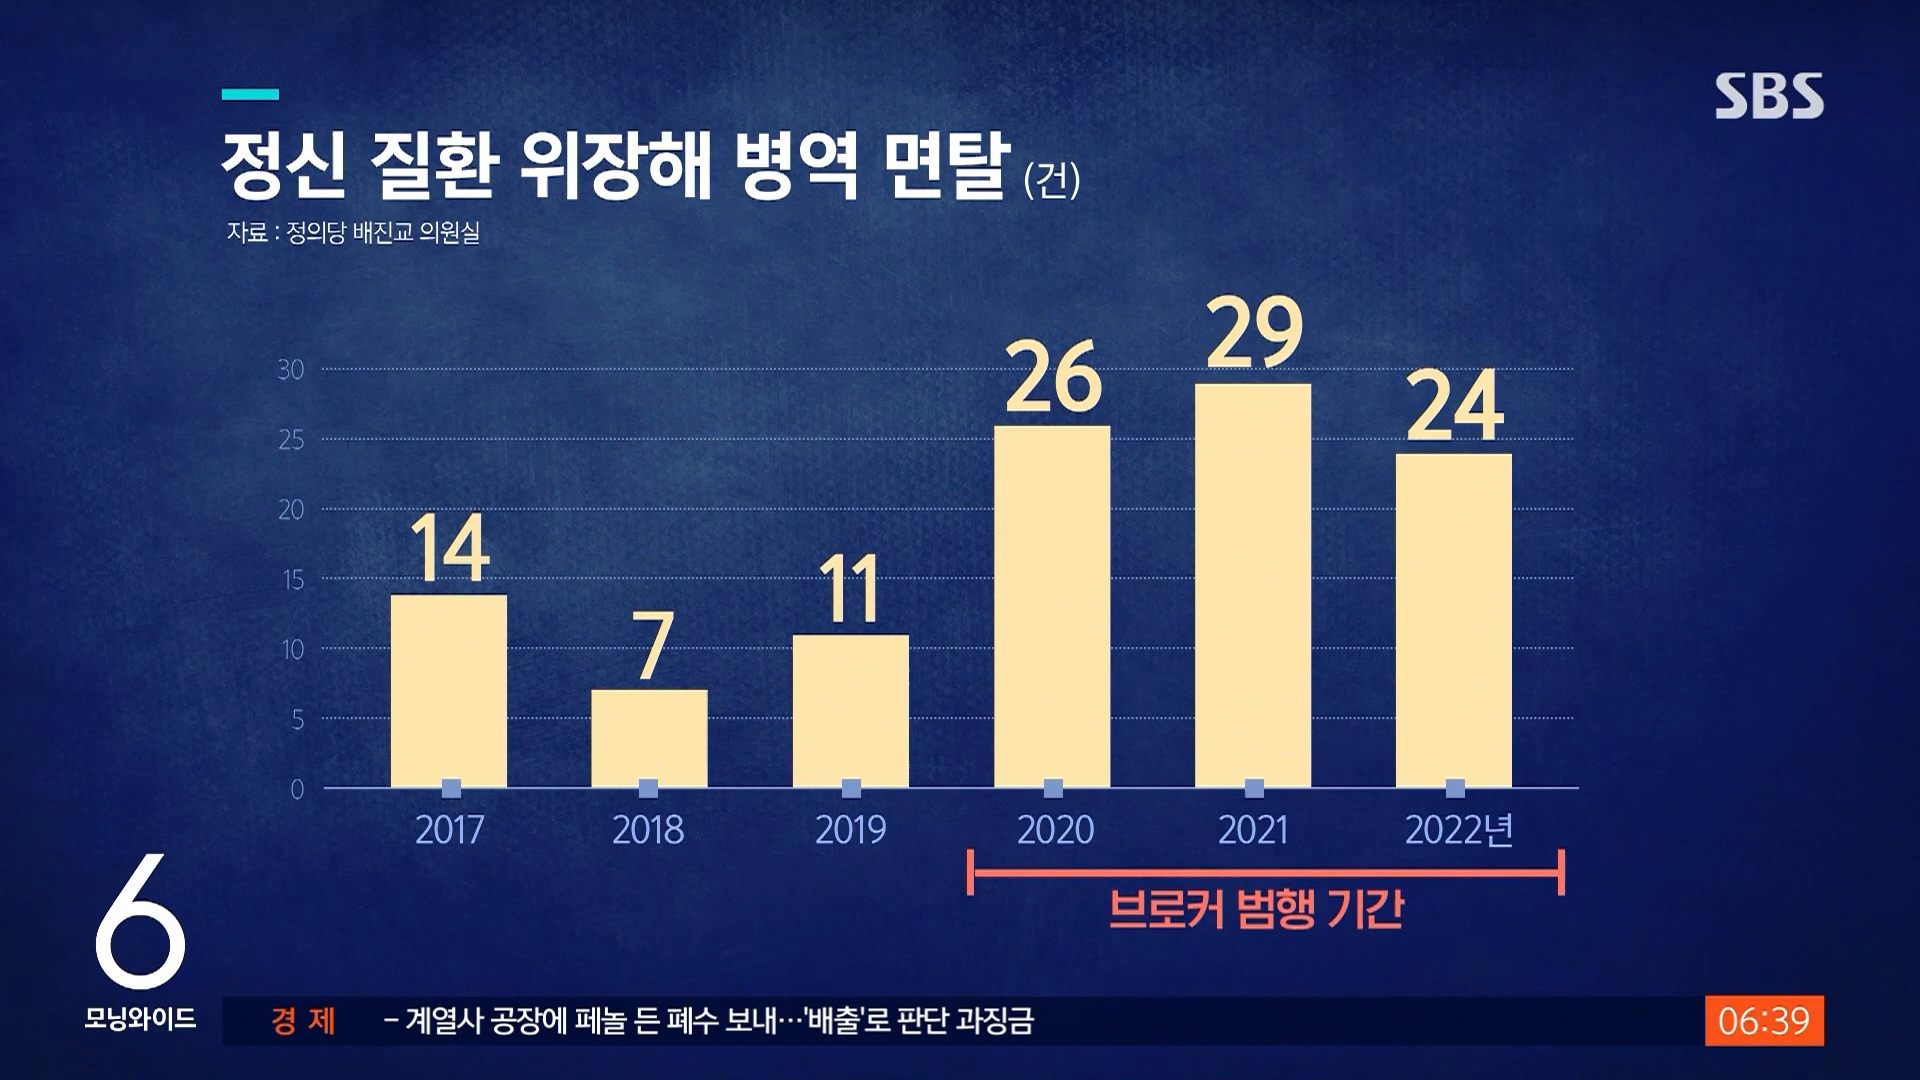 SBS
정신 질환 위장해 병역 면탈 (건)
자료 : 정의당 배진교 의원실
30
25
20
15
10
5
0
14
7
11
26
29
24
2017
2018
2019
2020
2021
2022년
브로커 범행 기간
6
모닝와이드
경 제 - 계열사 공장에 페놀 든 폐수 보내…'배출'로 판단 과징금
06:39